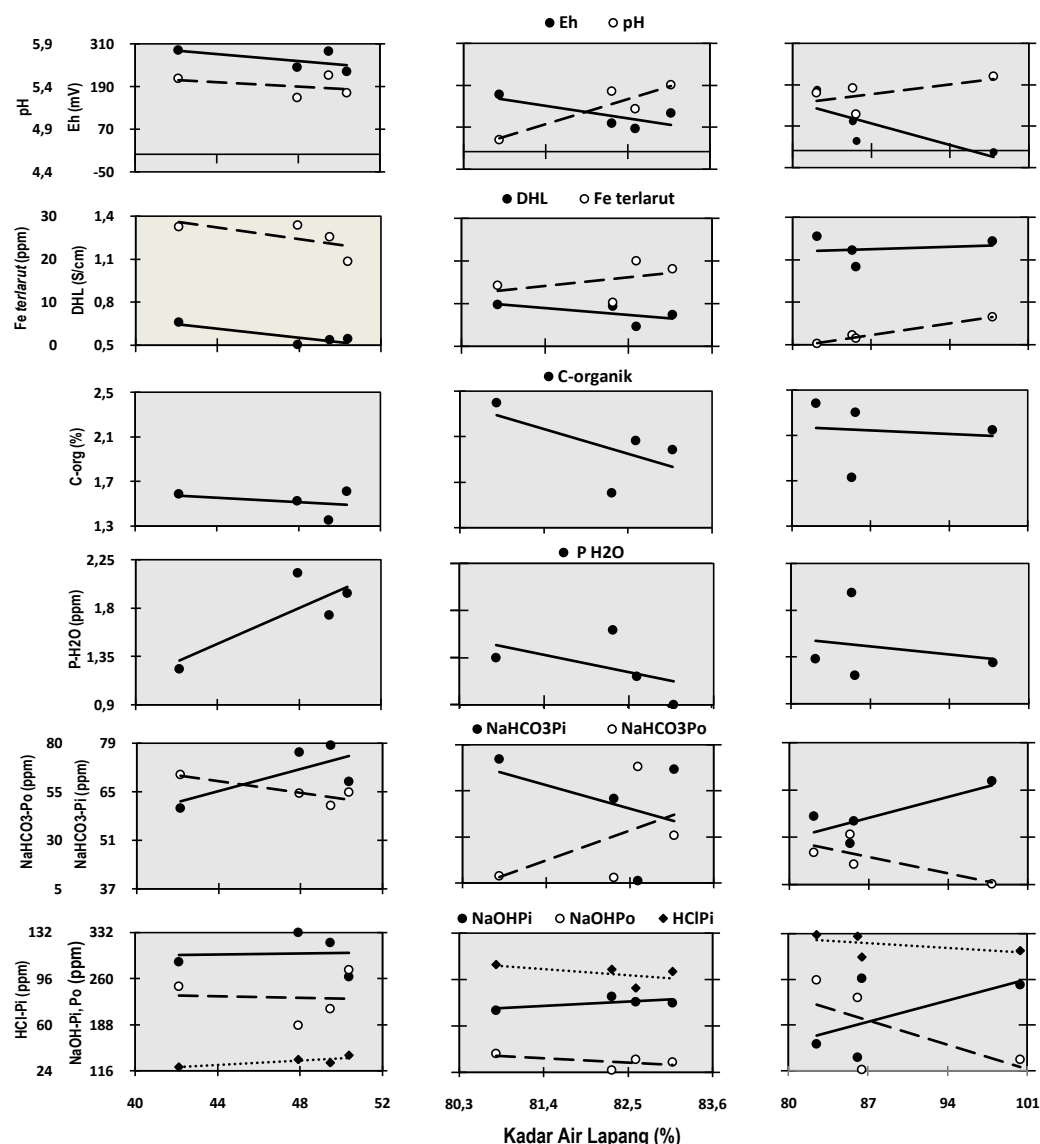 Eh pH
5,9 310
5,4 190
4,9 70
4,4 -50
pH
Eh (mV)
DHL Fe terlarut
30 1,4
20 1,1
10 0,8
0 0,5
Fe terlarut (ppm)
DHL (S/cm)
C-organik
2,5
2,1
1,7
1,3
C-org (%)
P H2O
2,25
1,8
1,35
0,9
P-H2O (ppm)
NaHCO3Pi NaHCO3Po
80 79
55 65
30 51
5 37
NaHCO3-Po (ppm)
NaHCO3-Pi (ppm)
NaOHPi NaOHPo HClPi
132 332
96 260
60 188
24 116
HCl-Pi (ppm)
NaOH-Pi, Po (ppm)
40 44 48 52 80,3 81,4 82,5 83,6 80 87 94 101
Kadar Air Lapang (%)